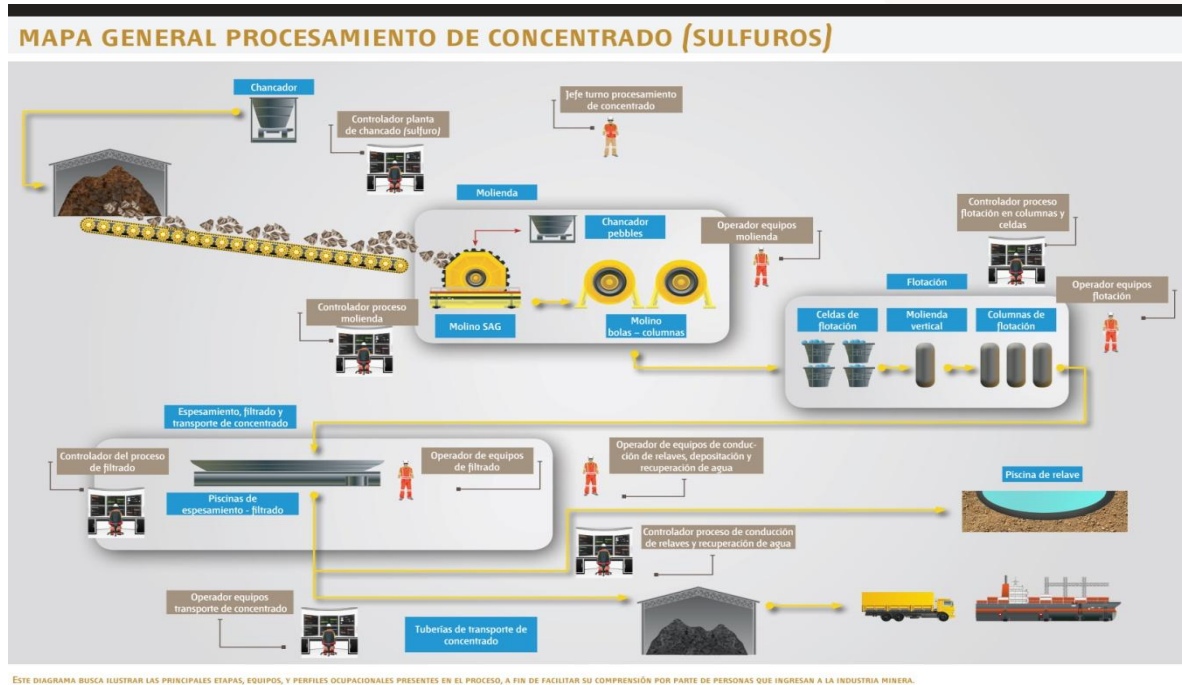 MAPA GENERAL PROCESAMIENTO DE CONCENTRADO (SULFUROS)
Chancador
Jefe turno procesamiento
de concentrado
Controlador planta
de chancado (sulfuro)
Molienda
Controlador proceso
flotación en columnas y
celdas
Chancador
pebbles
Operador equipos
molienda
Flotación
Operador equipos
flotación
Controlador proceso
molienda
Molino SAG
Molino
bolas – columnas
Celdas de
flotación
Molienda
vertical
Columnas de
flotación
Espesamiento, filtrado y
transporte de concentrado
Controlador del proceso
de filtrado
Operador de equipos
de filtrado
Operador de equipos de conduc-
ción de relaves, depositación y
recuperación de agua
Piscina de relave
Piscinas de
espesamiento - filtrado
Controlador proceso de conducción
de relaves y recuperación de agua
Operador equipos
transporte de concentrado
Tuberías de transporte de
concentrado
ESTE DIAGRAMA BUSCA ILUSTRAR LAS PRINCIPALES ETAPAS, EQUIPOS, Y PERFILES OCUPACIONALES PRESENTES EN EL PROCESO, A FIN DE FACILITAR SU COMPRENSIÓN POR PARTE DE PERSONAS QUE INGRESAN A LA INDUSTRIA MINERA.